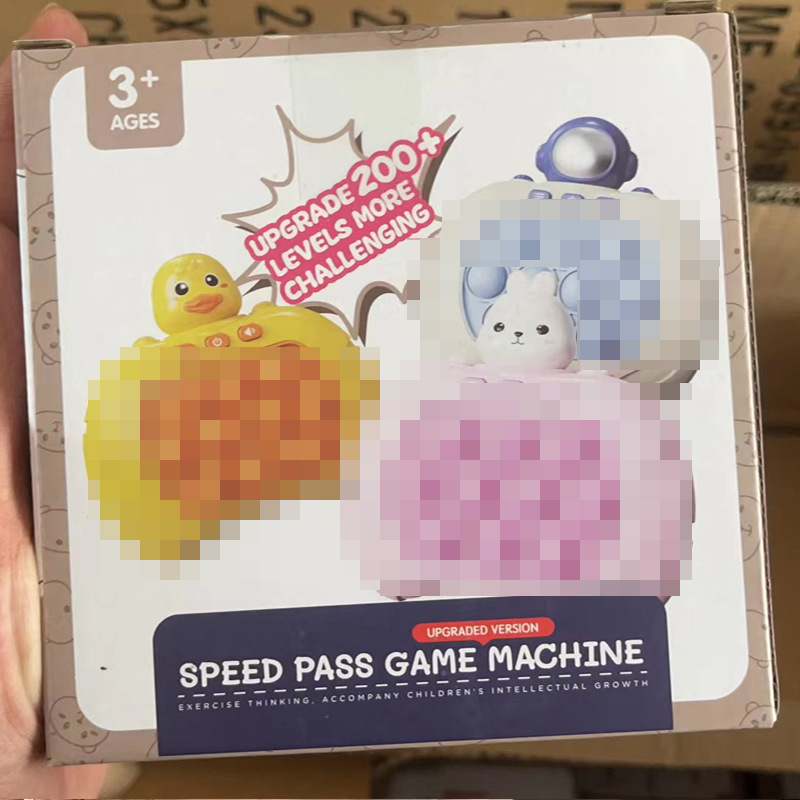 3+
AGES
UPGRADE 200+
LEVELS MORE
CHALLENGING
UPGRADED VERSION
SPEED PASS GAME MACHINE
EXERCISE THINKING, ACCOMPANY CHILDREN'S INTELLECTUAL GROWTH